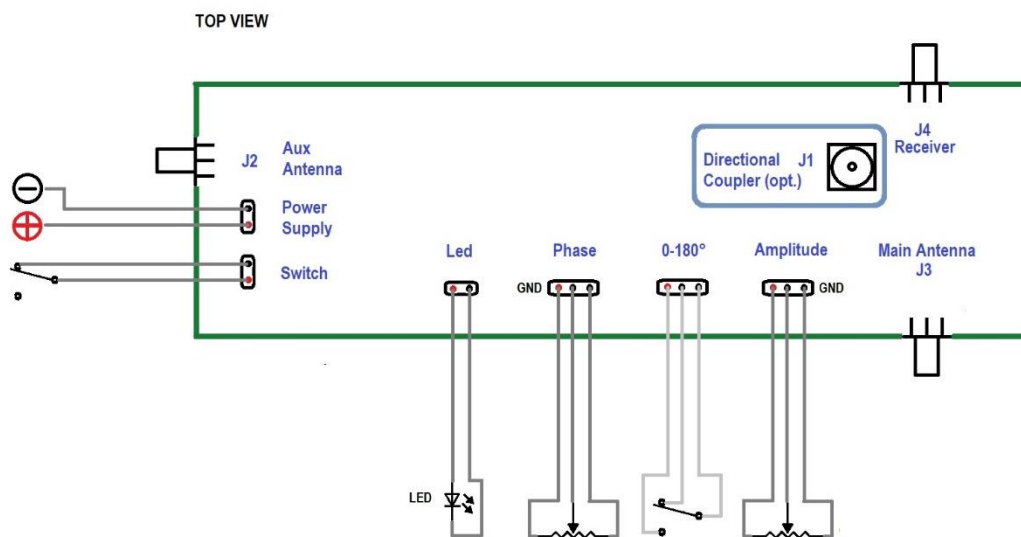 TOP VIEW
J4
Receiver
J2
Aux
Antenna
Directional J1
Coupler (opt.)
Power
Supply
Switch
Led
Phase
0-180°
Amplitude
Main Antenna
J3
GND
GND
LED